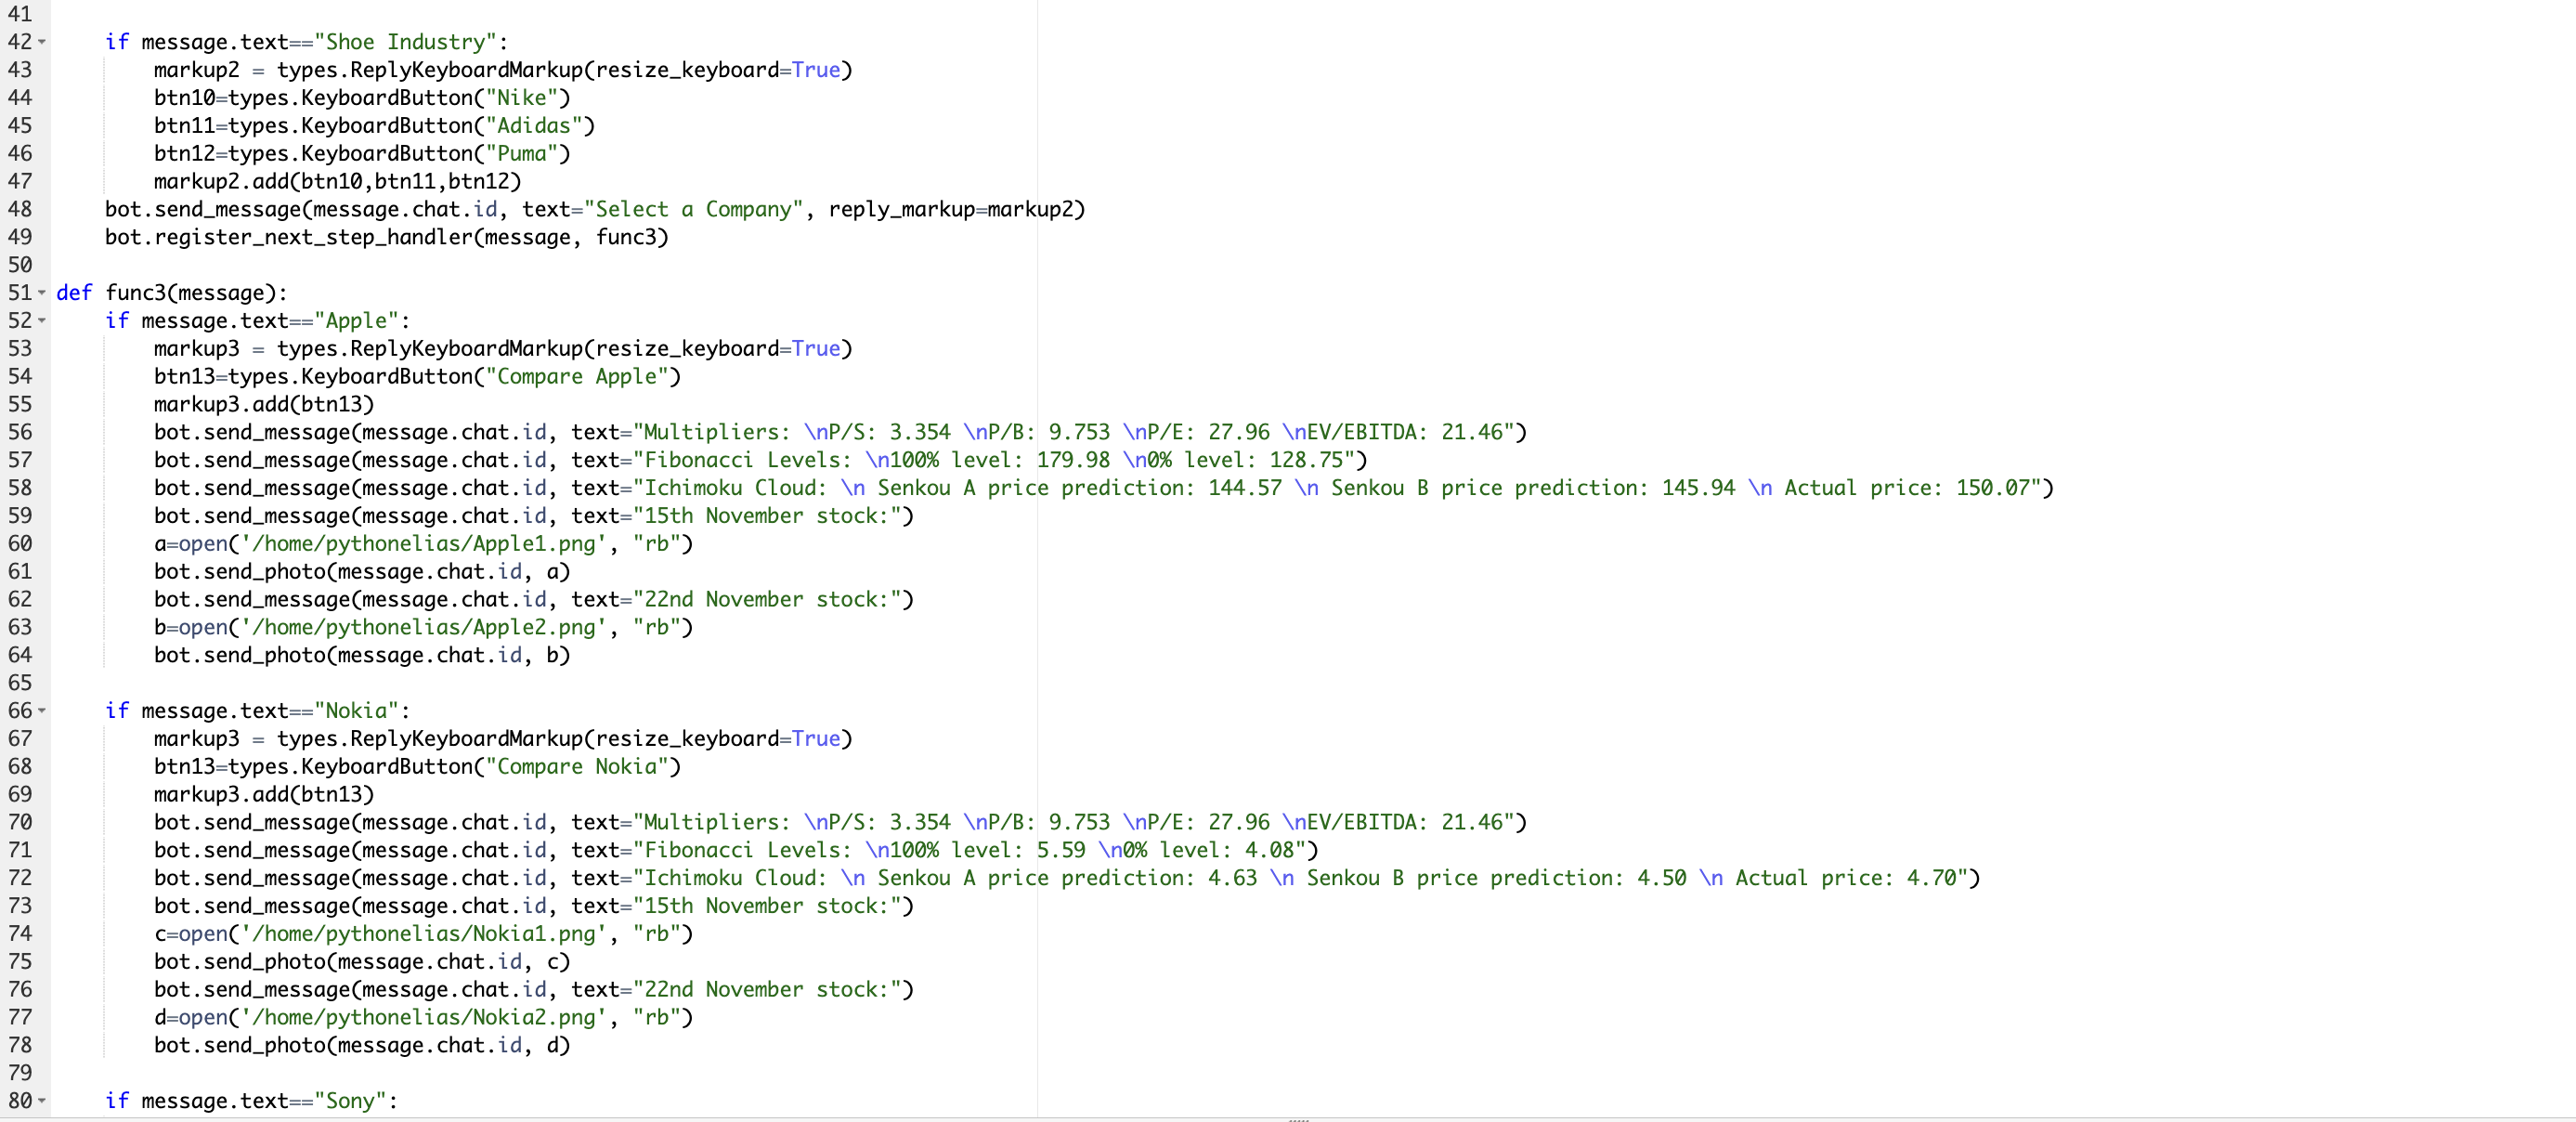 41
42 if message.text=="Shoe Industry":
43 markup2 = types.ReplyKeyboardMarkup(resize_keyboard=True)
44 btn10=types.KeyboardButton("Nike")
45 btn11=types.KeyboardButton("Adidas")
46 btn12=types.KeyboardButton("Puma")
47 markup2.add(btn10,btn11,btn12)
48 bot.send_message(message.chat.id, text="Select a Company", reply_markup=markup2)
49 bot.register_next_step_handler(message, func3)
50
51 def func3(message):
52 if message.text=="Apple":
53 markup3 = types.ReplyKeyboardMarkup(resize_keyboard=True)
54 btn13=types.KeyboardButton("Compare Apple")
55 markup3.add(btn13)
56 bot.send_message(message.chat.id, text="Multipliers: \nP/S: 3.354 \nP/B: 9.753 \nP/E: 27.96 \nEV/EBITDA: 21.46")
57 bot.send_message(message.chat.id, text="Fibonacci Levels: \n100% level: 179.98 \n0% level: 128.75")
58 bot.send_message(message.chat.id, text="Ichimoku Cloud: \n Senkou A price prediction: 144.57 \n Senkou B price prediction: 145.94 \n Actual price: 150.07")
59 bot.send_message(message.chat.id, text="15th November stock:")
60 a=open('/home/pythonelias/Apple1.png', "rb")
61 bot.send_photo(message.chat.id, a)
62 bot.send_message(message.chat.id, text="22nd November stock:")
63 b=open('/home/pythonelias/Apple2.png', "rb")
64 bot.send_photo(message.chat.id, b)
65
66 if message.text=="Nokia":
67 markup3 = types.ReplyKeyboardMarkup(resize_keyboard=True)
68 btn13=types.KeyboardButton("Compare Nokia")
69 markup3.add(btn13)
70 bot.send_message(message.chat.id, text="Multipliers: \nP/S: 3.354 \nP/B: 9.753 \nP/E: 27.96 \nEV/EBITDA: 21.46")
71 bot.send_message(message.chat.id, text="Fibonacci Levels: \n100% level: 5.59 \n0% level: 4.08")
72 bot.send_message(message.chat.id, text="Ichimoku Cloud: \n Senkou A price prediction: 4.63 \n Senkou B price prediction: 4.50 \n Actual price: 4.70")
73 bot.send_message(message.chat.id, text="15th November stock:")
74 c=open('/home/pythonelias/Nokia1.png', "rb")
75 bot.send_photo(message.chat.id, c)
76 bot.send_message(message.chat.id, text="22nd November stock:")
77 d=open('/home/pythonelias/Nokia2.png', "rb")
78 bot.send_photo(message.chat.id, d)
79
80 if message.text=="Sony":